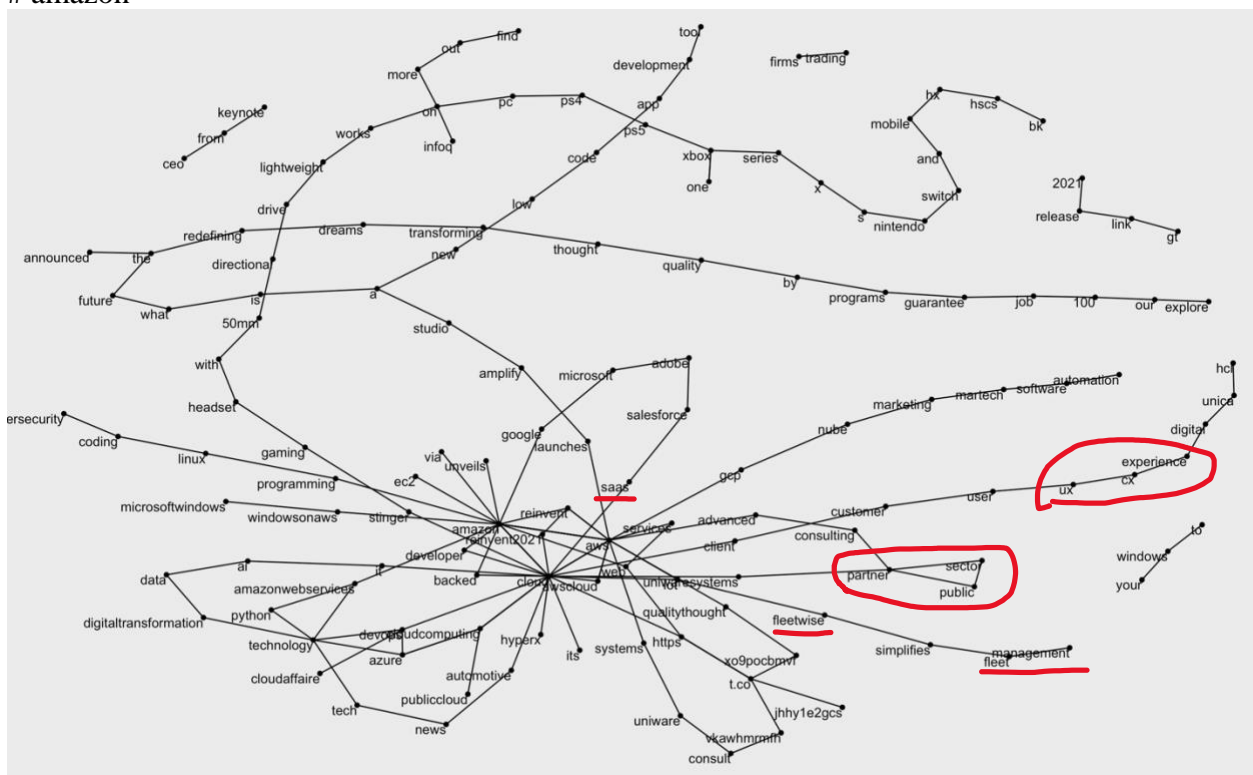 # amazon
find
out
tool
more
development
firms trading
keynote
on
pc
ps4
app
hx
hscs
from
works
ps5
mobile
bk
ceo
infoq
lightweight
code
xbox
series
and
one
x
2021
drive
low
switch
s
nintendo
release
link
gt
redefining
dreams
transforming
announced
the
directional
new
thought
quality
by
future
is
a
programs
guarantee
job
100
our
explore
what
50mm
studio
with
amplify
microsoft
adobe
hcl
automation
software
martech
marketing
unica
headset
salesforce
ersecurity
coding
google
launches
nube
digital
linux
gaming
via
unveils
experience
cx
ux
programming
ec2
saas
gcp
user
microsoftwindows
windowsonaws
stinger
reinvent
customer
amazon
services
advanced
reinvent2021
aws
client
consulting
to
developer
web
windows
ai
it
data
backed
cloud
awscloud
iot
uniwaresystems
partner
sector
public
your
amazonwebservices
python
qualitythought
digitaltransformation
fleetwise
technology
cloudcomputing
hyperx
its
systems
https
simplifies
management
fleet
azure
xo9pocbmvr
cloudaffaire
automotive
t.co
publiccloud
tech
jhhy1e2gcs
news
uniware
vkawhmrmfh
consult